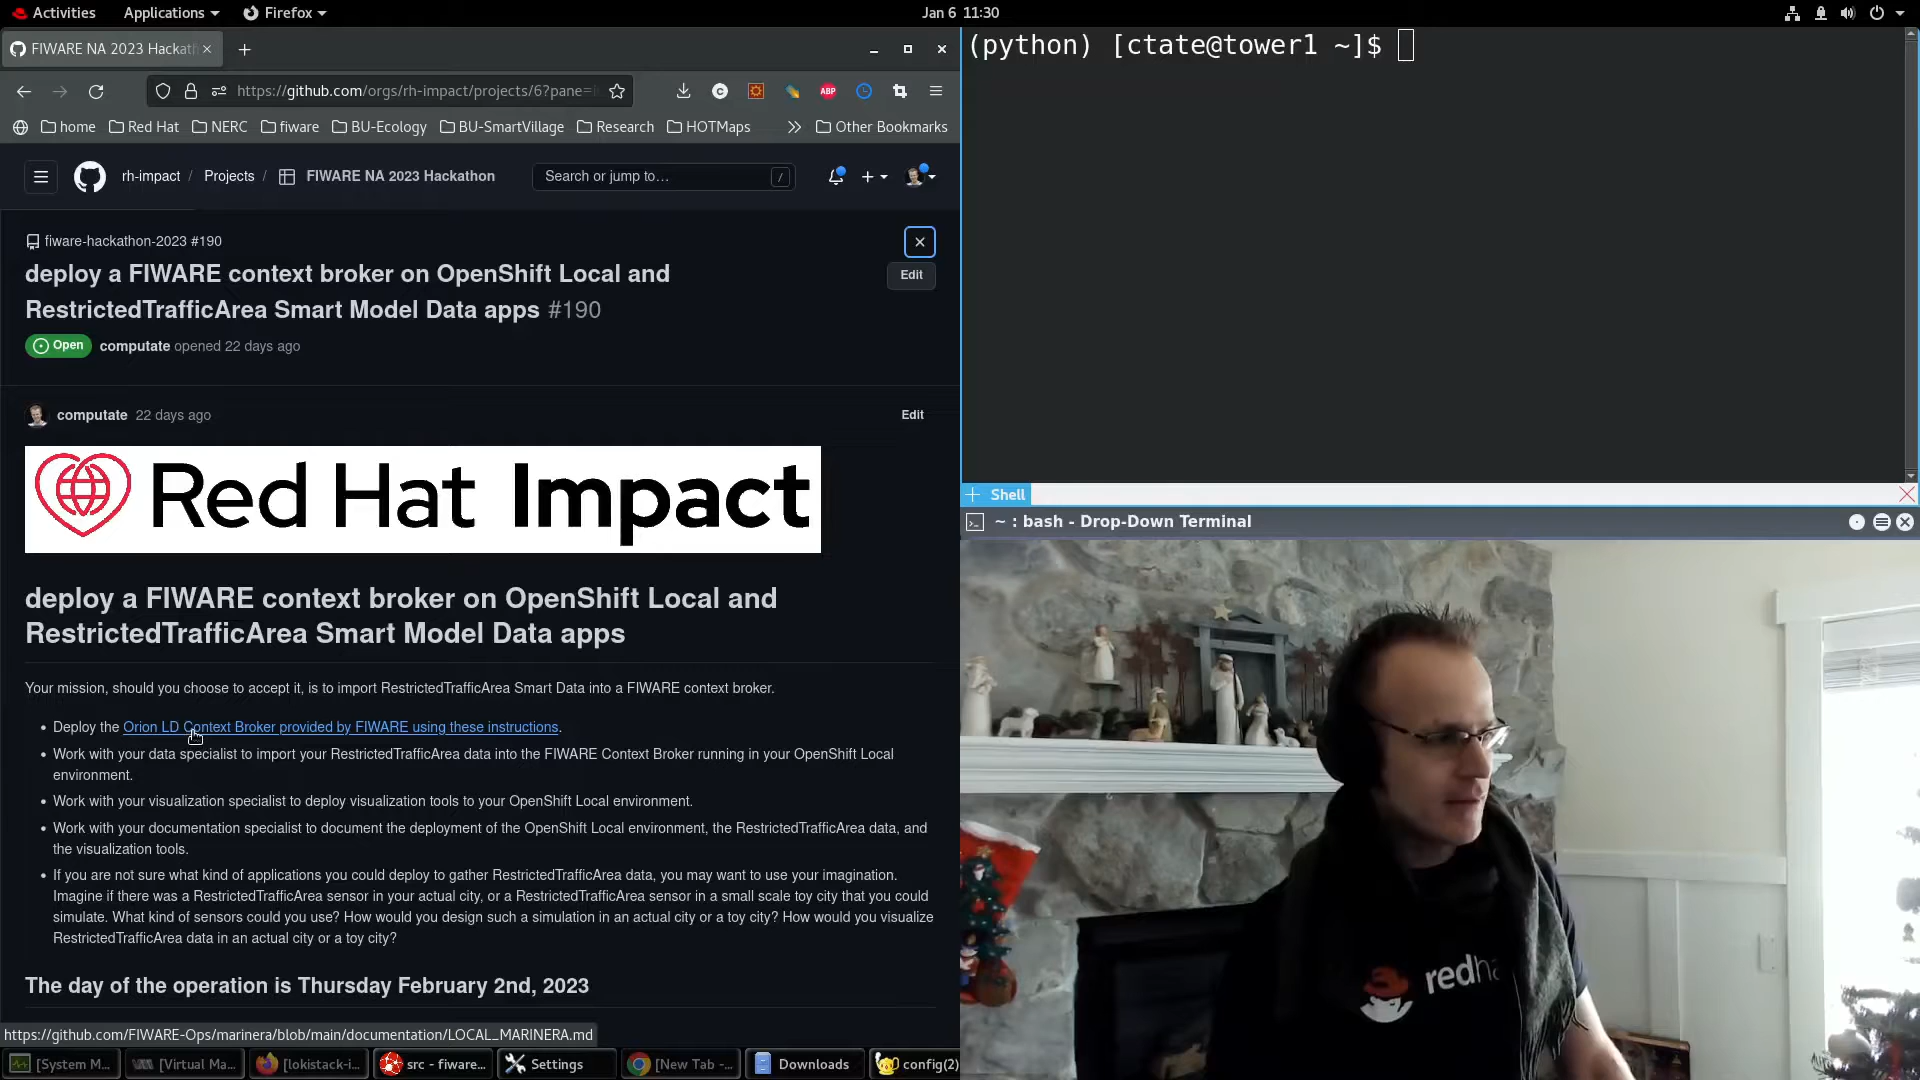 Activities Applications Firefox Jan 6 11:30
FIWARE NA 2023 Hackat
https://github.com/orgs/rh-impact/projects/6?pane=
ABP
home Red Hat NERC fiware BU-Ecology BU-SmartVillage Research HOTMaps Other Bookmarks
rh-impact / Projects / FIWARE NA 2023 Hackathon Search or jump to… /
fiware-hackathon-2023 #190
deploy a FIWARE context broker on OpenShift Local and
RestrictedTrafficArea Smart Model Data apps #190
Edit
Open computate opened 22 days ago
computate 22 days ago Edit
Red Hat Impact
deploy a FIWARE context broker on OpenShift Local and
RestrictedTrafficArea Smart Model Data apps
Your mission, should you choose to accept it, is to import RestrictedTrafficArea Smart Data into a FIWARE context broker.
• Deploy the Orion LD Context Broker provided by FIWARE using these instructions.
• Work with your data specialist to import your RestrictedTrafficArea data into the FIWARE Context Broker running in your OpenShift Local
environment.
• Work with your visualization specialist to deploy visualization tools to your OpenShift Local environment.
• Work with your documentation specialist to document the deployment of the OpenShift Local environment, the RestrictedTrafficArea data, and
the visualization tools.
• If you are not sure what kind of applications you could deploy to gather RestrictedTrafficArea data, you may want to use your imagination.
Imagine if there was a RestrictedTrafficArea sensor in your actual city, or a RestrictedTrafficArea sensor in a small scale toy city that you could
simulate. What kind of sensors could you use? How would you design such a simulation in an actual city or a toy city? How would you visualize
RestrictedTrafficArea data in an actual city or a toy city?
The day of the operation is Thursday February 2nd, 2023
https://github.com/FIWARE-Ops/marinera/blob/main/documentation/LOCAL_MARINERA.md
[System M... [Virtual Ma... [lokistack-i... src - fiware... Settings [New Tab -... Downloads config(2)
(python) [ctate@tower1 ~]$
Shell
~ : bash - Drop-Down Terminal
redha